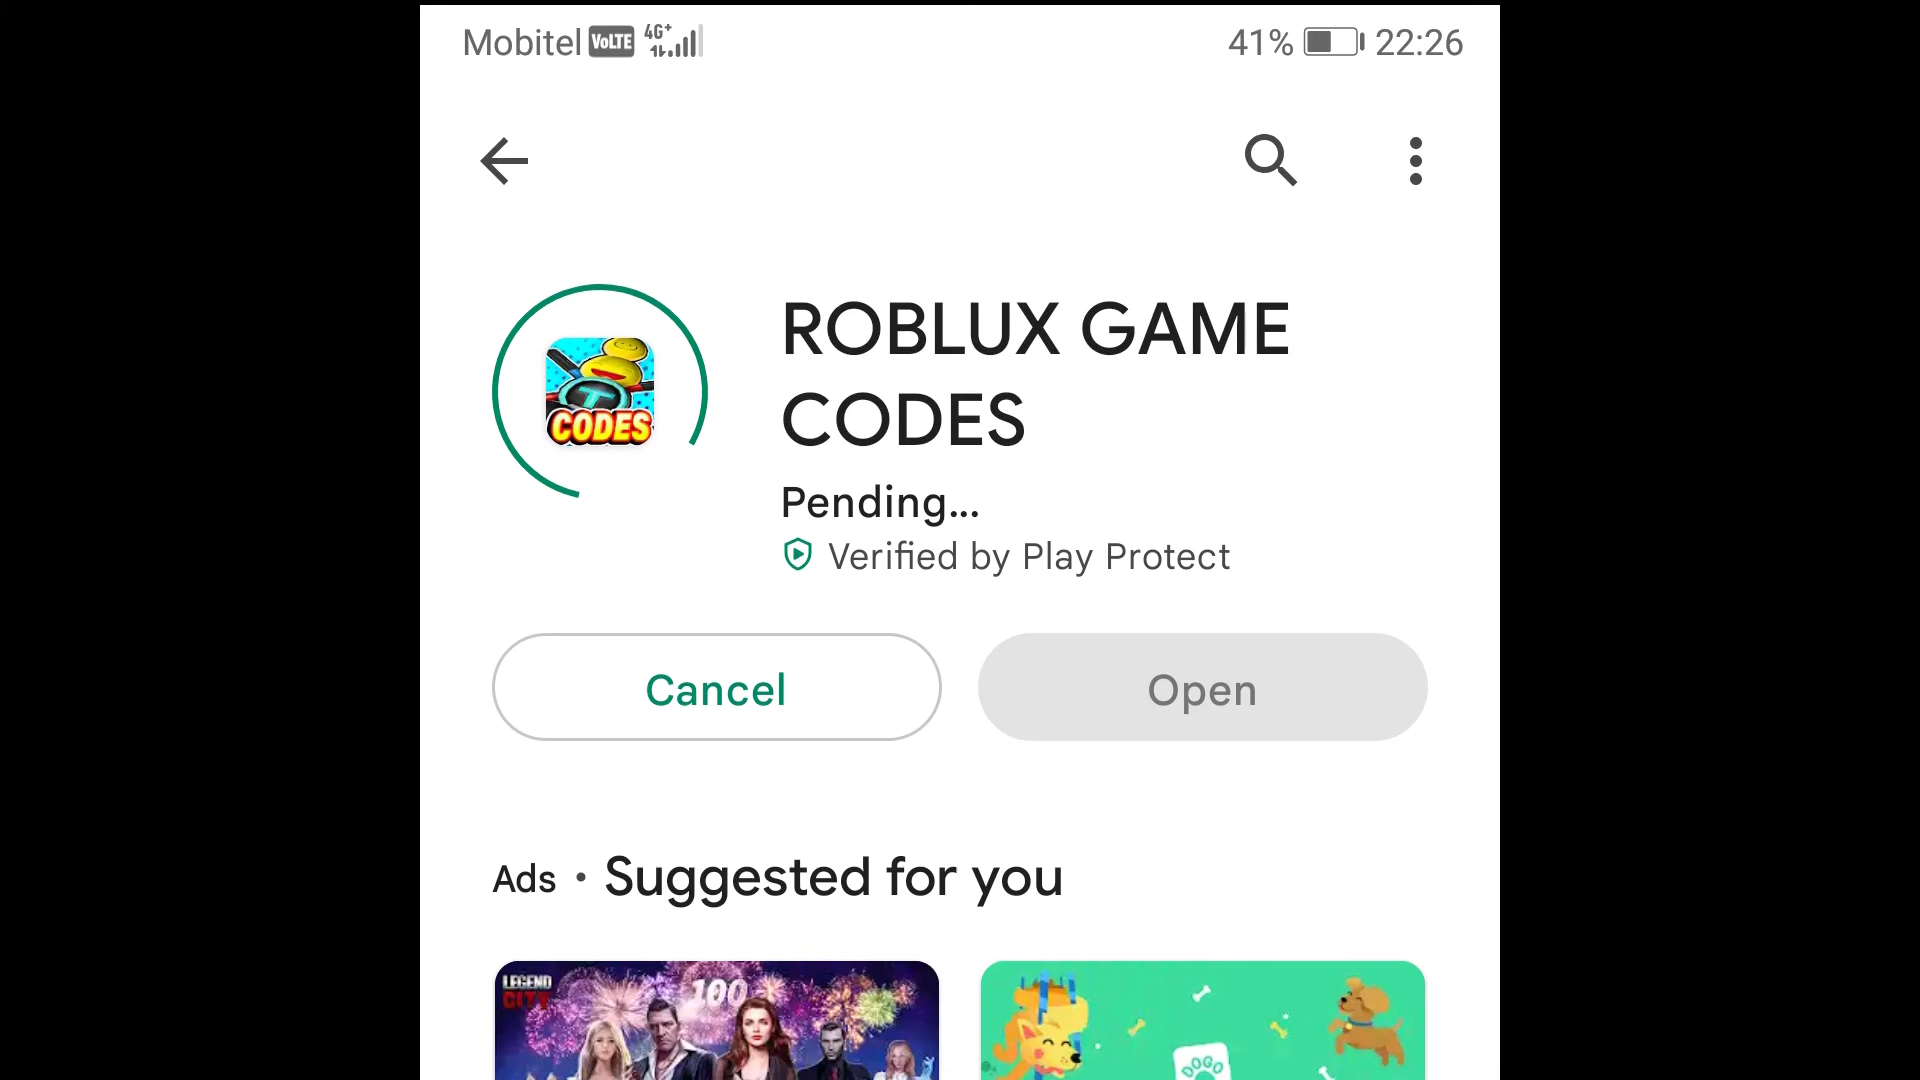 Mobitel VoLTE 4G+ 41% 22:26
ROBLUX GAME
CODES
CODES
Pending...
Verified by Play Protect
Cancel Open
Ads • Suggested for you
LEGEND
CITY
100
DOGO